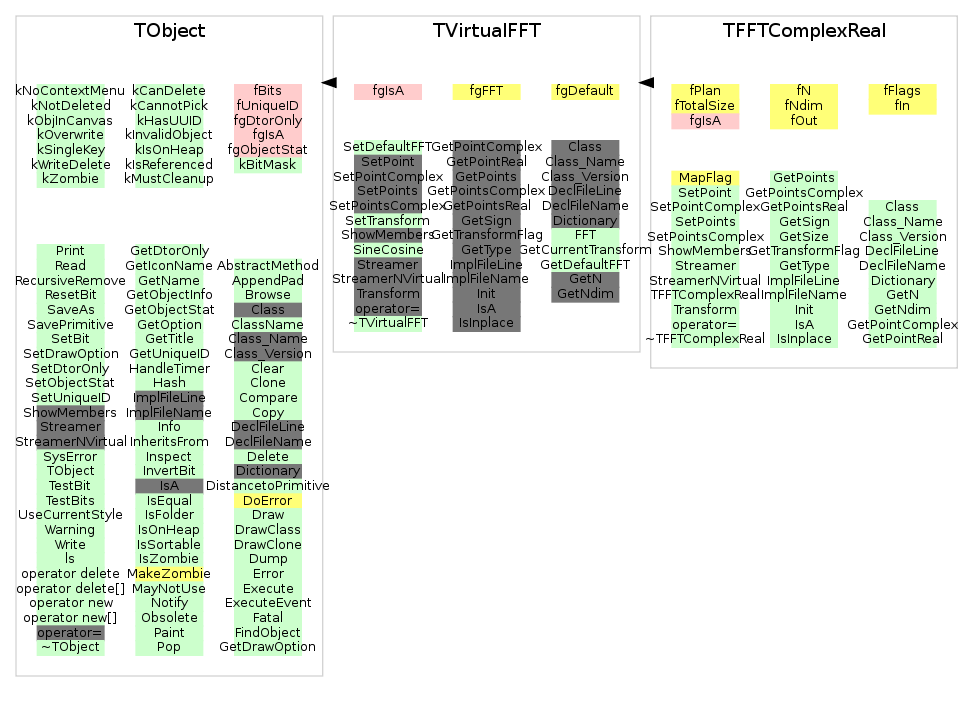 TObject
kNoContextMenu
kNotDeleted
kObjInCanvas
kOverwrite
kSingleKey
kWriteDelete
kZombie
kCanDelete
kCannotPick
kHasUUID
kInvalidObject
kIsOnHeap
kIsReferenced
kMustCleanup
fBits
fUniqueID
fgDtorOnly
fgIsA
fgObjectStat
kBitMask
Print
Read
RecursiveRemove
ResetBit
SaveAs
SavePrimitive
SetBit
SetDrawOption
SetDtorOnly
SetObjectStat
SetUniqueID
ShowMembers
Streamer
StreamerNVirtual
SysError
TObject
TestBit
TestBits
UseCurrentStyle
Warning
Write
ls
operator delete
operator delete[]
operator new
operator new[]
operator=
~TObject
GetDtorOnly
GetIconName
GetName
GetObjectInfo
GetObjectStat
GetOption
GetTitle
GetUniqueID
HandleTimer
Hash
ImplFileLine
ImplFileName
Info
InheritsFrom
Inspect
InvertBit
IsA
IsEqual
IsFolder
IsOnHeap
IsSortable
IsZombie
MakeZombie
MayNotUse
Notify
Obsolete
Paint
Pop
AbstractMethod
AppendPad
Browse
Class
ClassName
Class_Name
Class_Version
Clear
Clone
Compare
Copy
DeclFileLine
DeclFileName
Delete
Dictionary
DistancetoPrimitive
DoError
Draw
DrawClass
DrawClone
Dump
Error
Execute
ExecuteEvent
Fatal
FindObject
GetDrawOption
TVirtualFFT
fgIsA
fgFFT
fgDefault
SetDefaultFFT
SetPoint
SetPointComplex
SetPoints
SetPointsComplex
SetTransform
ShowMembers
SineCosine
Streamer
StreamerNVirtual
Transform
operator=
~TVirtualFFT
GetPointComplex
GetPointReal
GetPoints
GetPointsComplex
GetPointsReal
GetSign
GetTransformFlag
GetType
ImplFileLine
ImplFileName
Init
IsA
IsInplace
Class
Class_Name
Class_Version
DeclFileLine
DeclFileName
Dictionary
FFT
GetCurrentTransform
GetDefaultFFT
GetN
GetNdim
TFFTComplexReal
fPlan
fTotalSize
fgIsA
fN
fNdim
fOut
fFlags
fIn
MapFlag
SetPoint
SetPointComplex
SetPoints
SetPointsComplex
ShowMembers
Streamer
StreamerNVirtual
TFFTComplexReal
Transform
operator=
~TFFTComplexReal
GetPoints
GetPointsComplex
GetPointsReal
GetSign
GetSize
GetTransformFlag
GetType
ImplFileLine
ImplFileName
Init
IsA
IsInplace
Class
Class_Name
Class_Version
DeclFileLine
DeclFileName
Dictionary
GetN
GetNdim
GetPointComplex
GetPointReal